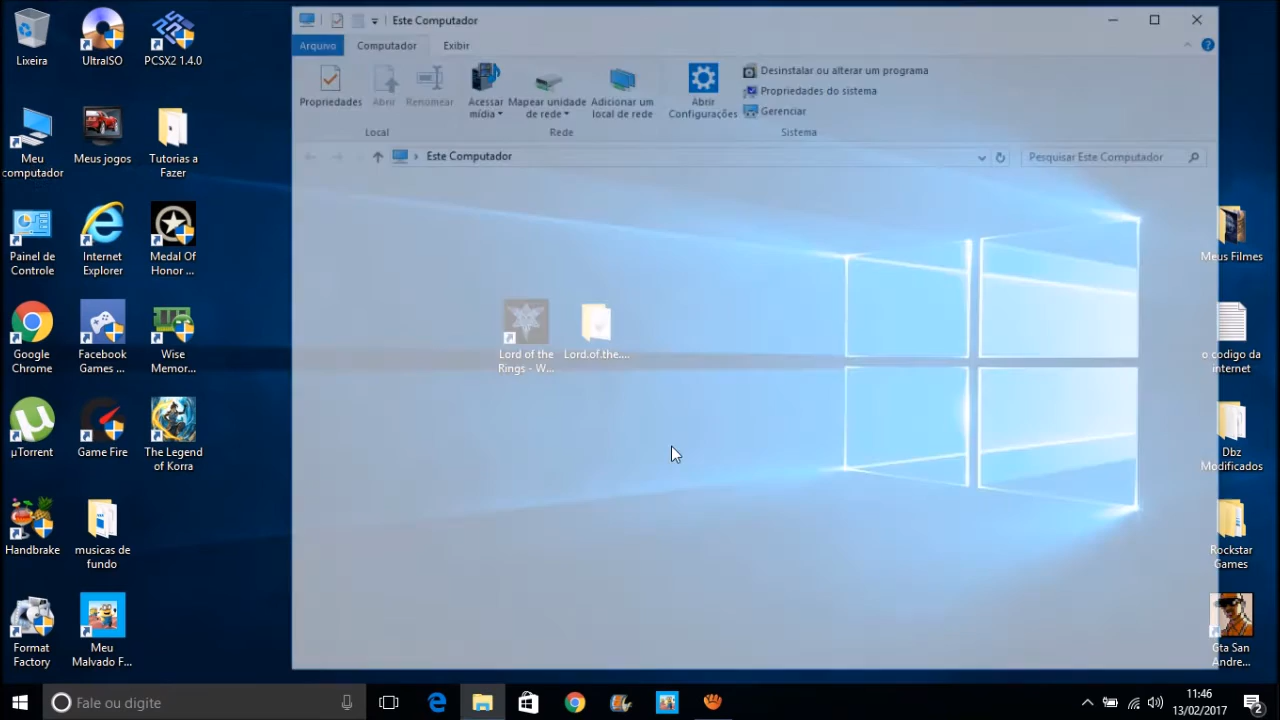 Este Computador
Arquivo
Computador
Exibir
Propriedades
Abrir
Renomear
Local
Acessar
mídia
Mapear unidade
de rede
Adicionar um
local de rede
Rede
Abrir
Configurações
Desinstalar ou alterar um programa
Propriedades do sistema
Gerenciar
Sistema
Este Computador
Pesquisar Este Computador
Lixeira
UltraISO
PCSX2 1.4.0
Meu
computador
Meus jogos
Tutorias a
Fazer
Painel de
Controle
Internet
Explorer
Medal Of
Honor ...
Google
Chrome
Facebook
Games ...
Wise
Memor...
µTorrent
Game Fire
The Legend
of Korra
Handbrake
musicas de
fundo
Format
Factory
Meu
Malvado F...
Lord of the
Rings - W...
Lord.of.the....
Meus Filmes
o codigo da
internet
Dbz
Modificados
Rockstar
Games
Gta San
Andre...
Fale ou digite
11:46
13/02/2017
2